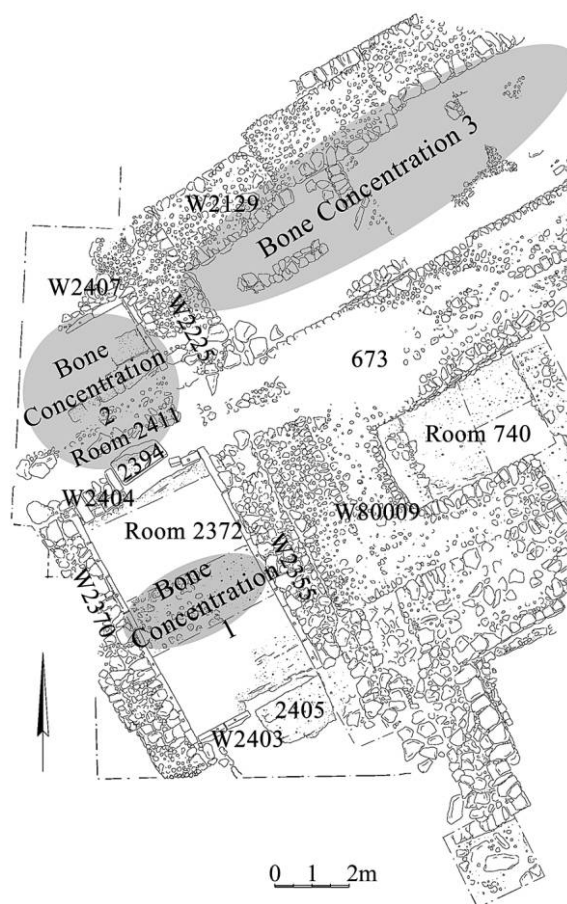 Bone Concentration 3
W2129
W2407
W2225
Bone
Concentration
2
673
Room 2411
Room 740
2394
W2404
W80009
Room 2372
W2355
W2370
Bone
Concentration
1
2405
W2403
0 1 2m